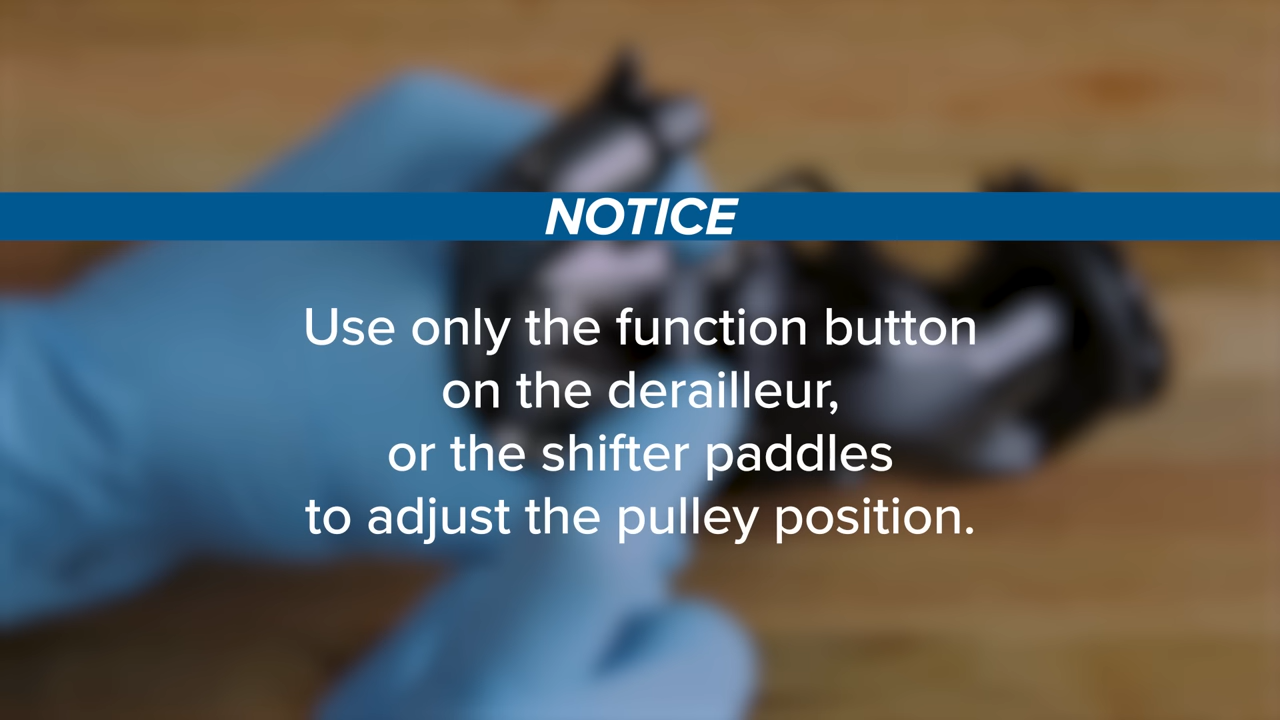 NOTICE
Use only the function button
on the derailleur,
or the shifter paddles
to adjust the pulley position.